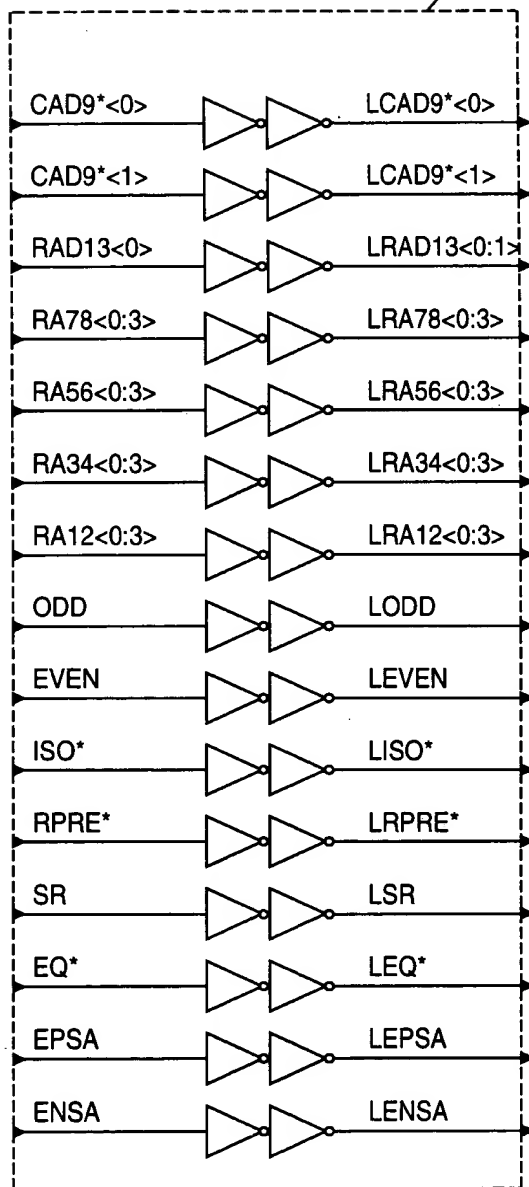 CAD9*<0> LCAD9*<0>
CAD9*<1> LCAD9*<1>
RAD13<0> LRAD13<0:1>
RA78<0:3> LRA78<0:3>
RA56<0:3> LRA56<0:3>
RA34<0:3> LRA34<0:3>
RA12<0:3> LRA12<0:3>
ODD LODD
EVEN LEVEN
ISO* LISO*
RPRE* LRPRE*
SR LSR
EQ* LEQ*
EPSA LEPSA
ENSA LENSA